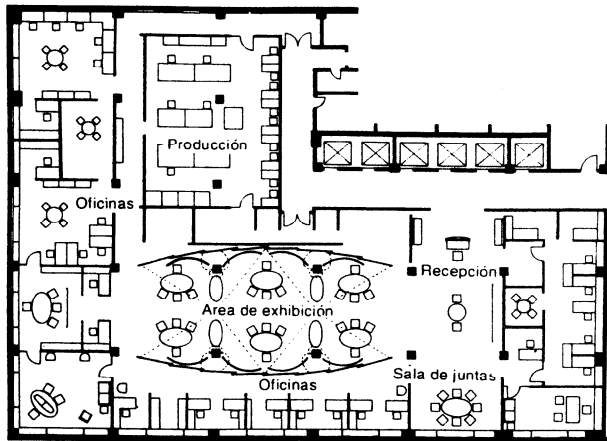 Producción
Oficinas
Recepción
Area de exhibición
Sala de juntas
Oficinas